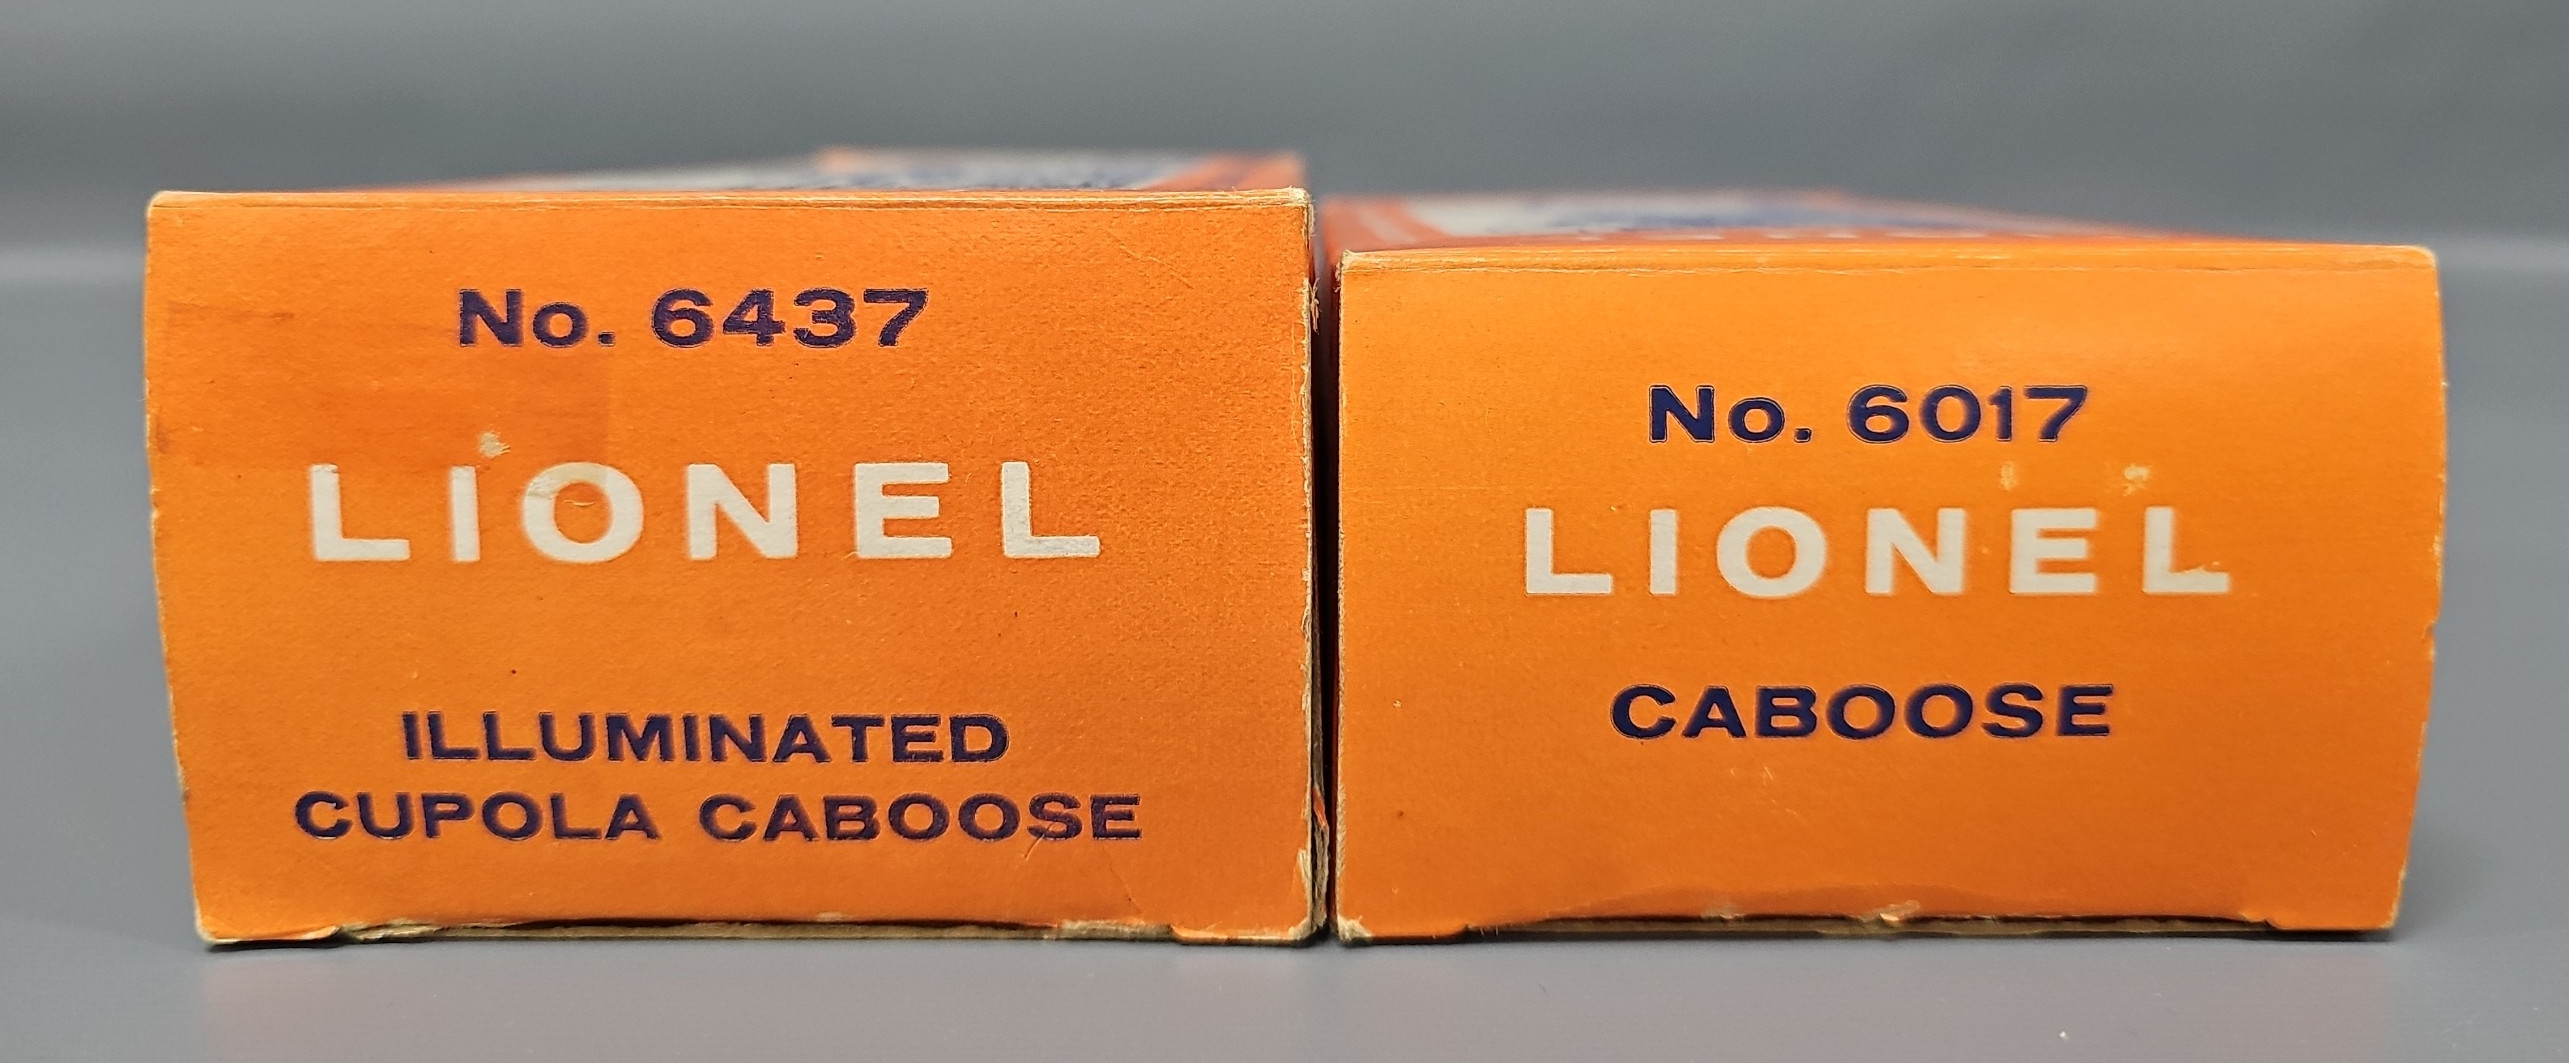 No. 6437
LIONEL
ILLUMINATED
CUPOLA CABOOSE
No. 6017
LIONEL
CABOOSE